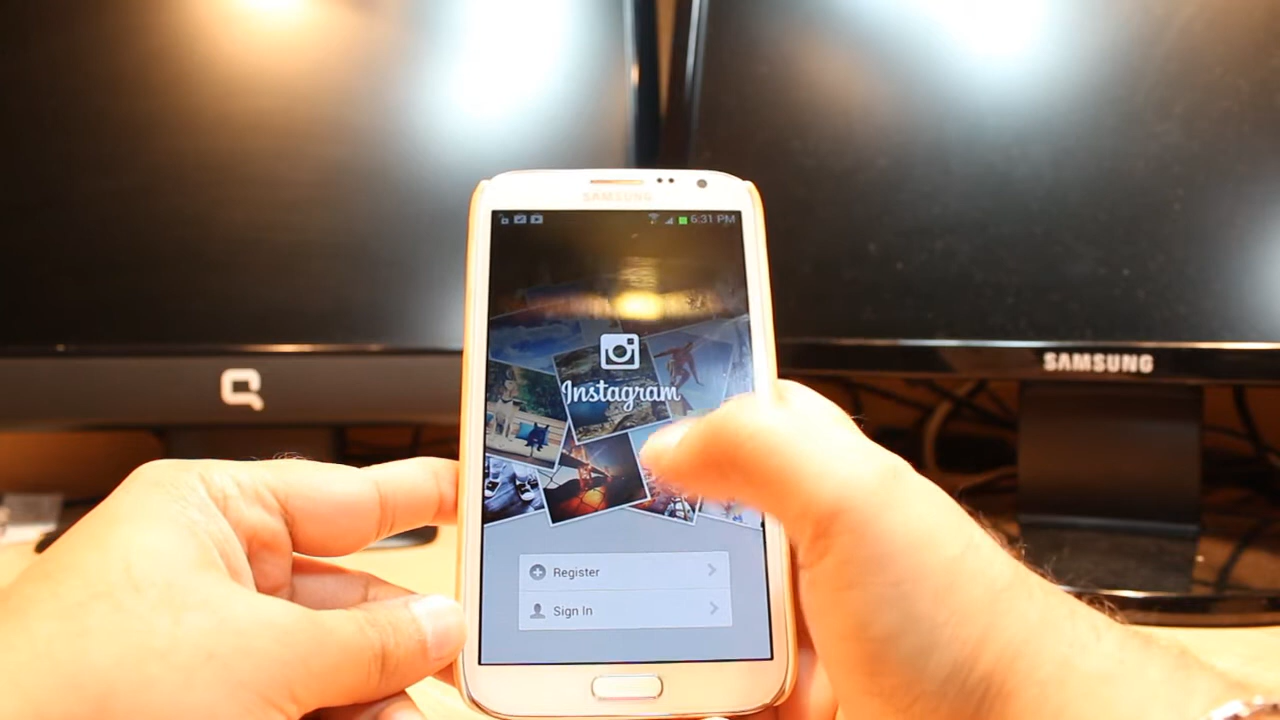 SAMSUNG
6:31 PM
Instagram
SAMSUNG
Register
Sign In